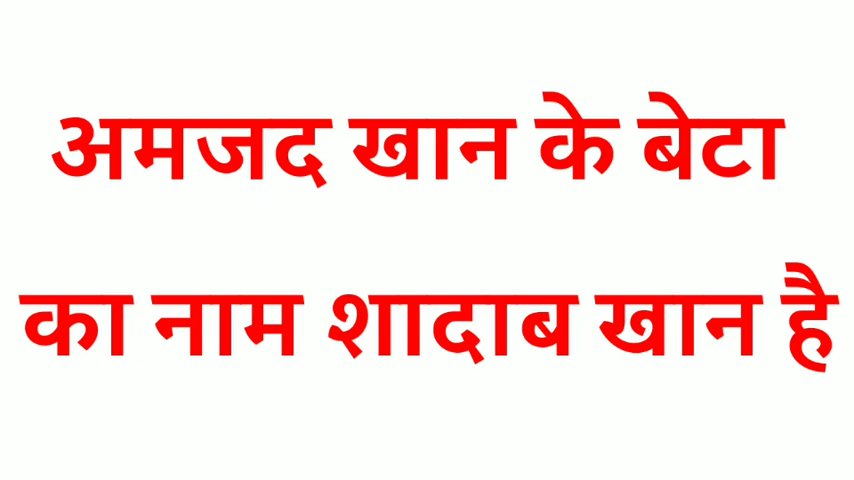 अमजद खान के बेटा
का नाम शादाब खान है